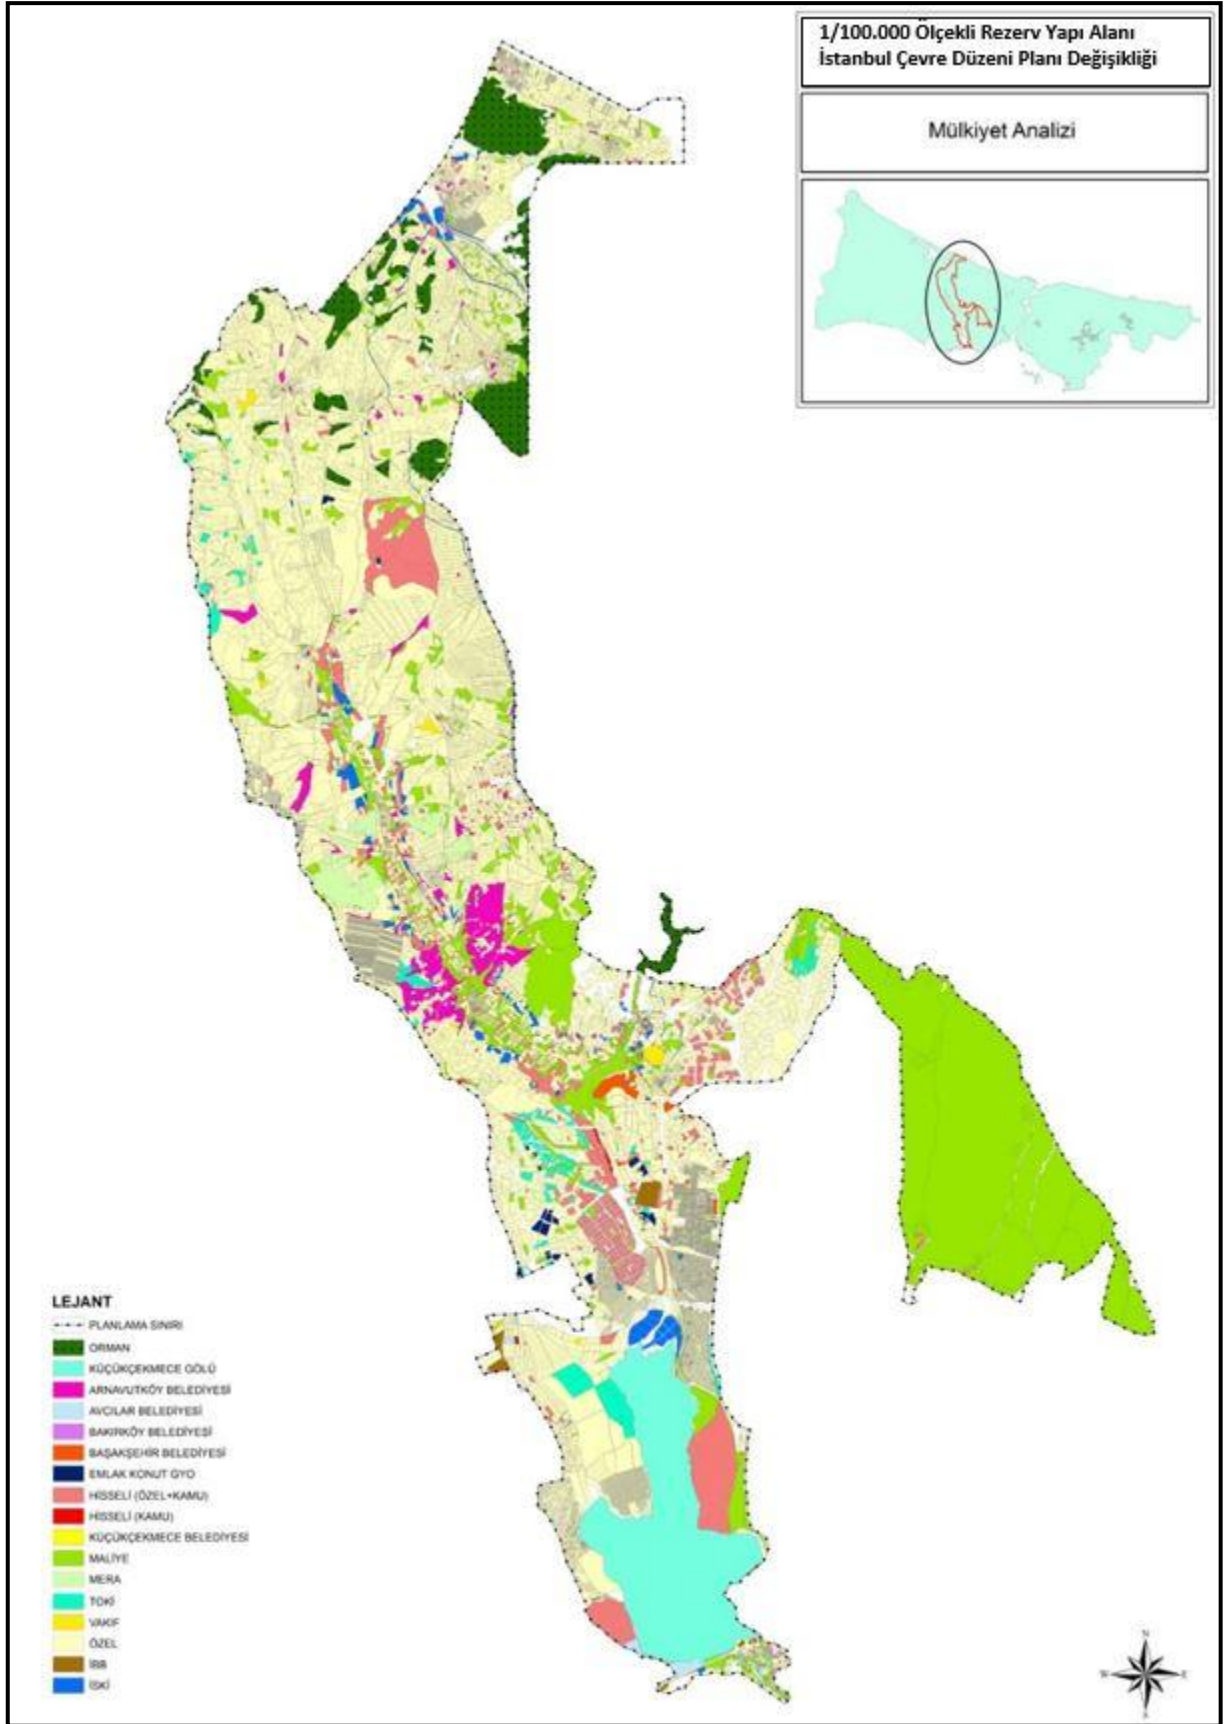 1/100.000 Ölçekli Rezerv Yapı Alanı
İstanbul Çevre Düzeni Planı Değişikliği
Mülkiyet Analizi
LEJANT
PLANLAMA SINIRI
ORMAN
KÜÇÜKÇEKMECE GÖLÜ
ARNAVUTKÖY BELEDİYESİ
AVCILAR BELEDİYESİ
BAKIRKÖY BELEDİYESİ
BAŞAKŞEHİR BELEDİYESİ
EMLAK KONUT GYO
HİSSELİ (ÖZEL+KAMU)
HİSSELİ (KAMU)
KÜÇÜKÇEKMECE BELEDİYESİ
MALİYE
MERA
TOKİ
VAKIF
ÖZEL
İBB
İSKİ
N
W E
S